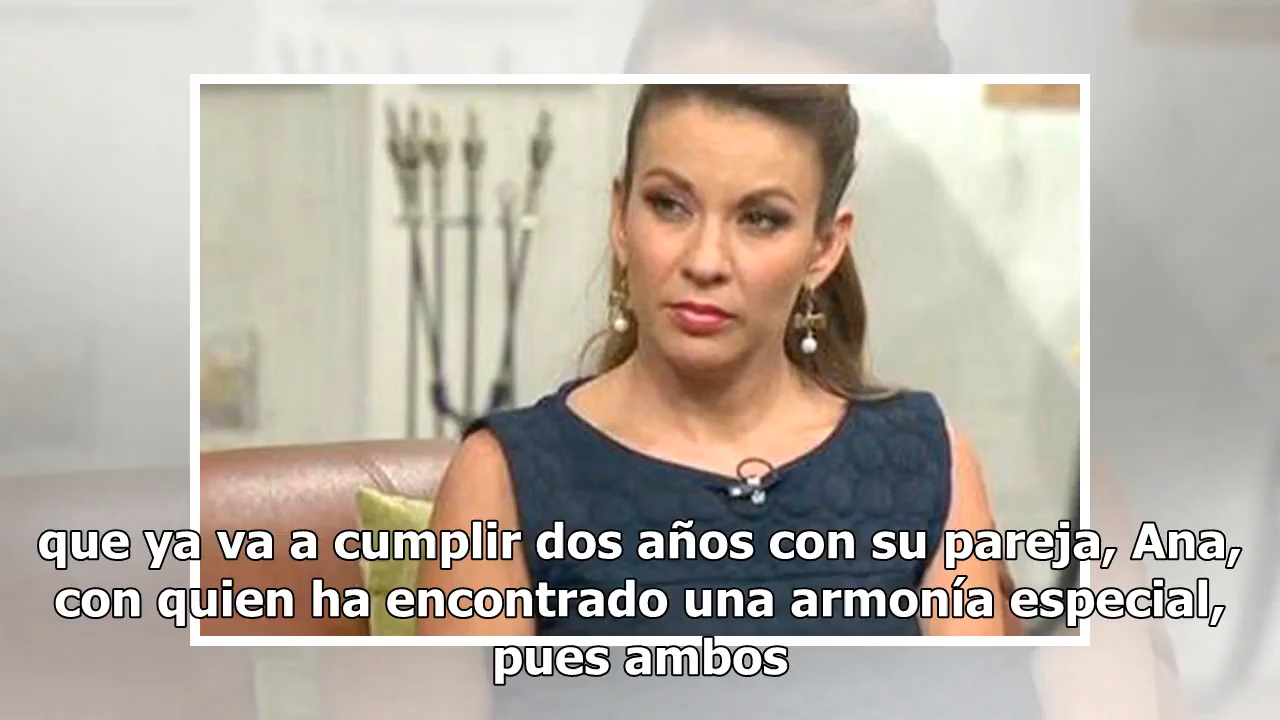 que ya va a cumplir dos años con su pareja, Ana,
con quien ha encontrado una armonía especial,
pues ambos